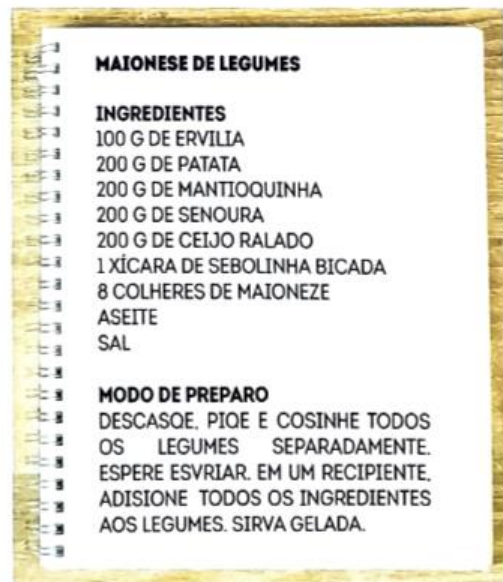 MAIONESE DE LEGUMES
INGREDIENTES
100 G DE ERVILIA
200 G DE PATATA
200 G DE MANTIOQUINHA
200 G DE SENOURA
200 G DE CEIJO RALADO
1 XÍCARA DE SEBOLINHA BICADA
8 COLHERES DE MAIONEZE
ASEITE
SAL
MODO DE PREPARO
DESCASQE, PIQE E COSINHE TODOS
OS LEGUMES SEPARADAMENTE.
ESPERE ESVRIAR. EM UM RECIPIENTE,
ADISIONE TODOS OS INGREDIENTES
AOS LEGUMES. SIRVA GELADA.